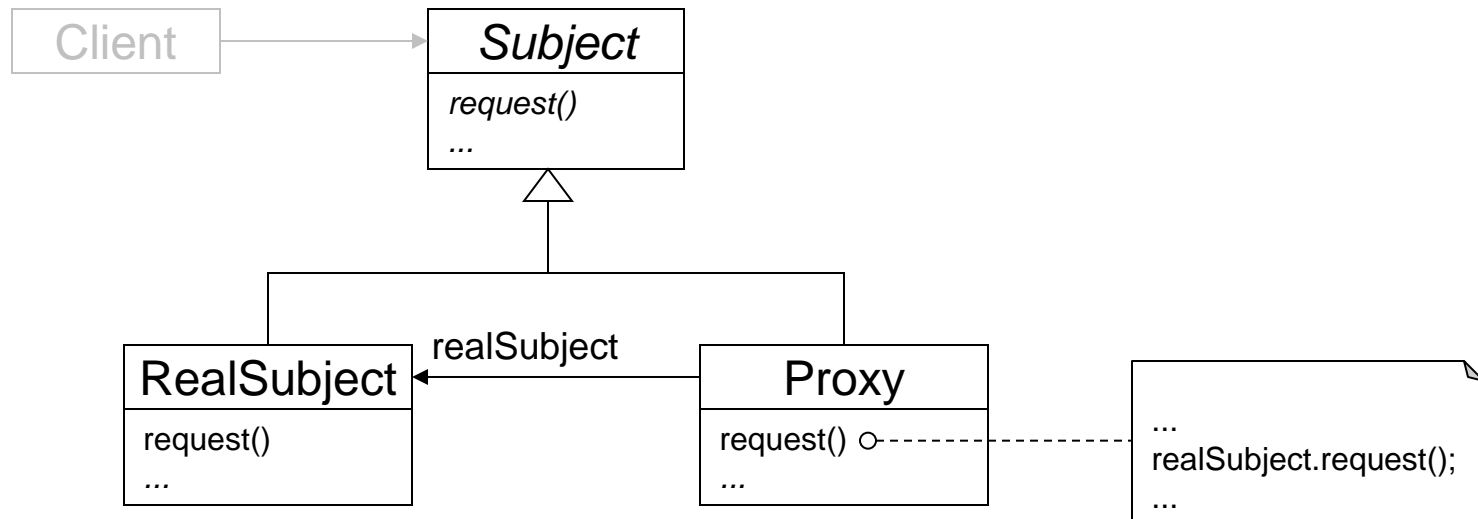 Client
Subject
request()
...
realSubject
RealSubject
request()
...
Proxy
request()
...
...
realSubject.request();
...